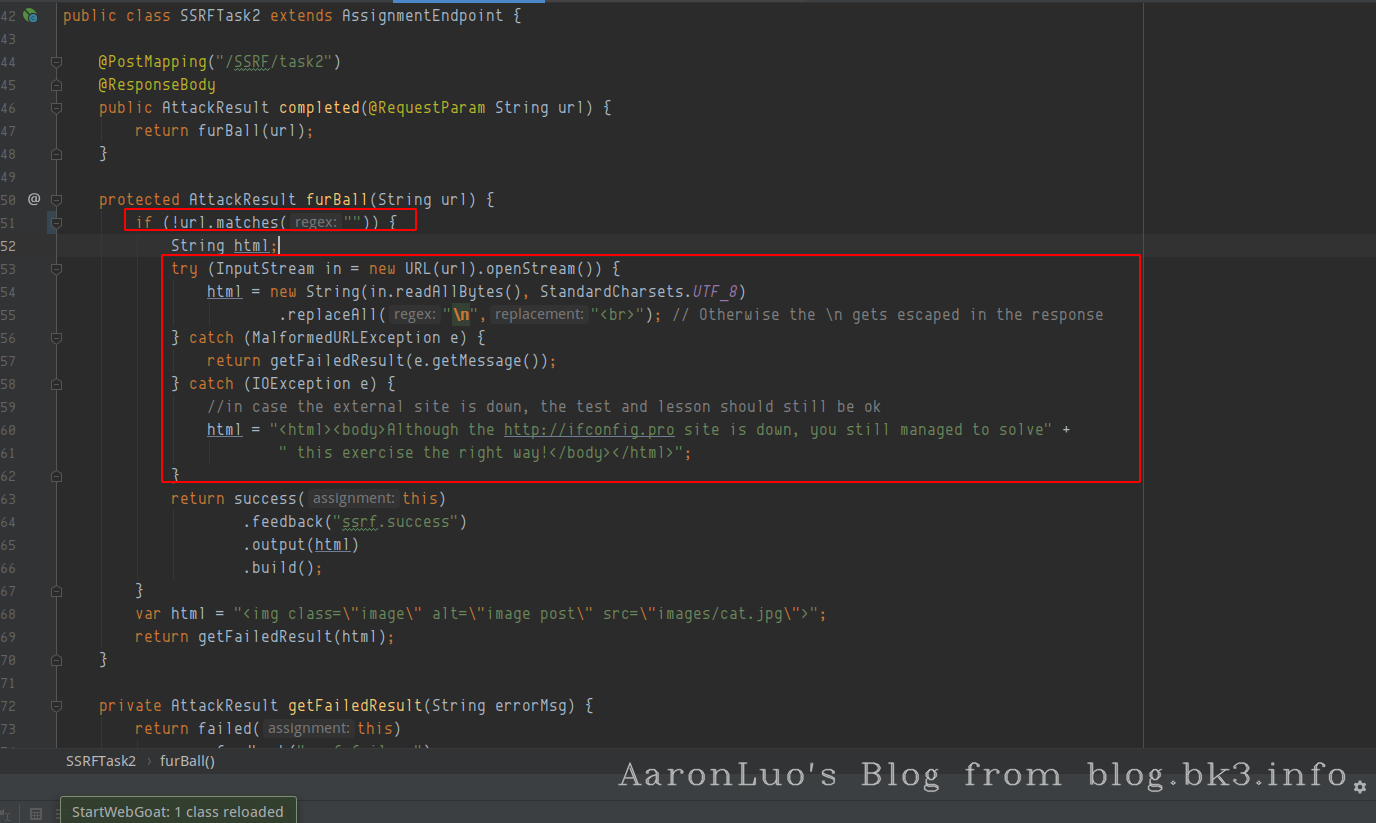 42 public class SSRFTask2 extends AssignmentEndpoint {
43
44 @PostMapping("/SSRF/task2")
45 @ResponseBody
46 public AttackResult completed(@RequestParam String url) {
47 return furBall(url);
48 }
49
50 @ protected AttackResult furBall(String url) {
51 if (!url.matches( regex: "")) {
52 String html;
53 try (InputStream in = new URL(url).openStream()) {
54 html = new String(in.readAllBytes(), StandardCharsets.UTF_8)
55 .replaceAll( regex: "\n", replacement: "<br>"); // Otherwise the \n gets escaped in the response
56 } catch (MalformedURLException e) {
57 return getFailedResult(e.getMessage());
58 } catch (IOException e) {
59 //in case the external site is down, the test and lesson should still be ok
60 html = "<html><body>Although the http://ifconfig.pro site is down, you still managed to solve" +
61 " this exercise the right way!</body></html>";
62 }
63 return success( assignment: this)
64 .feedback("ssrf.success")
65 .output(html)
66 .build();
67 }
68 var html = "<img class=\"image\" alt=\"image post\" src=\"images/cat.jpg\">";
69 return getFailedResult(html);
70 }
71
72 private AttackResult getFailedResult(String errorMsg) {
73 return failed( assignment: this)
SSRFTask2 › furBall()
AaronLuo's Blog from blog.bk3.info
StartWebGoat: 1 class reloaded